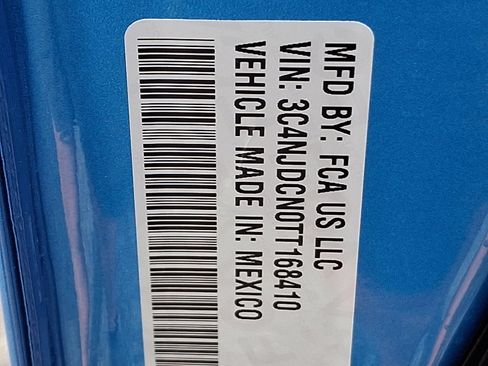 MFD BY: FCA US LLC
VIN: 3C4NJDCN0TT168410
VEHICLE MADE IN: MEXICO